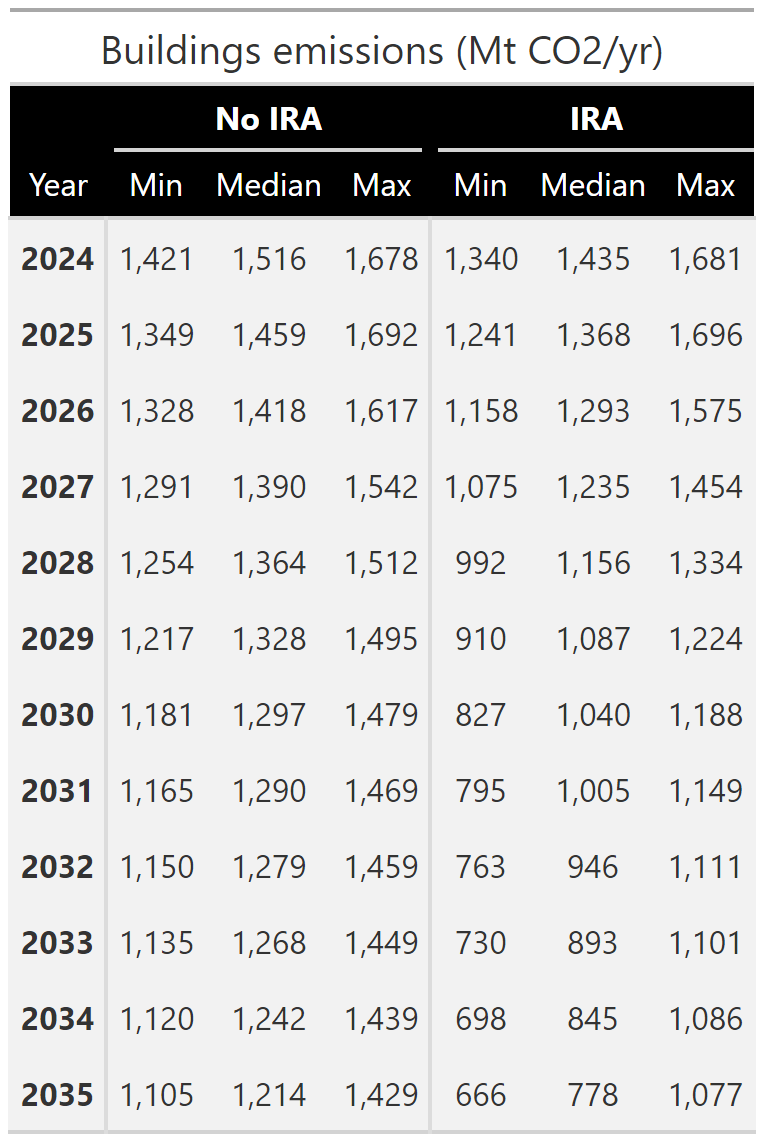 Buildings emissions (Mt CO2/yr)
No IRA IRA
Year Min Median Max Min Median Max
2024 1,421 1,516 1,678 1,340 1,435 1,681
2025 1,349 1,459 1,692 1,241 1,368 1,696
2026 1,328 1,418 1,617 1,158 1,293 1,575
2027 1,291 1,390 1,542 1,075 1,235 1,454
2028 1,254 1,364 1,512 992 1,156 1,334
2029 1,217 1,328 1,495 910 1,087 1,224
2030 1,181 1,297 1,479 827 1,040 1,188
2031 1,165 1,290 1,469 795 1,005 1,149
2032 1,150 1,279 1,459 763 946 1,111
2033 1,135 1,268 1,449 730 893 1,101
2034 1,120 1,242 1,439 698 845 1,086
2035 1,105 1,214 1,429 666 778 1,077